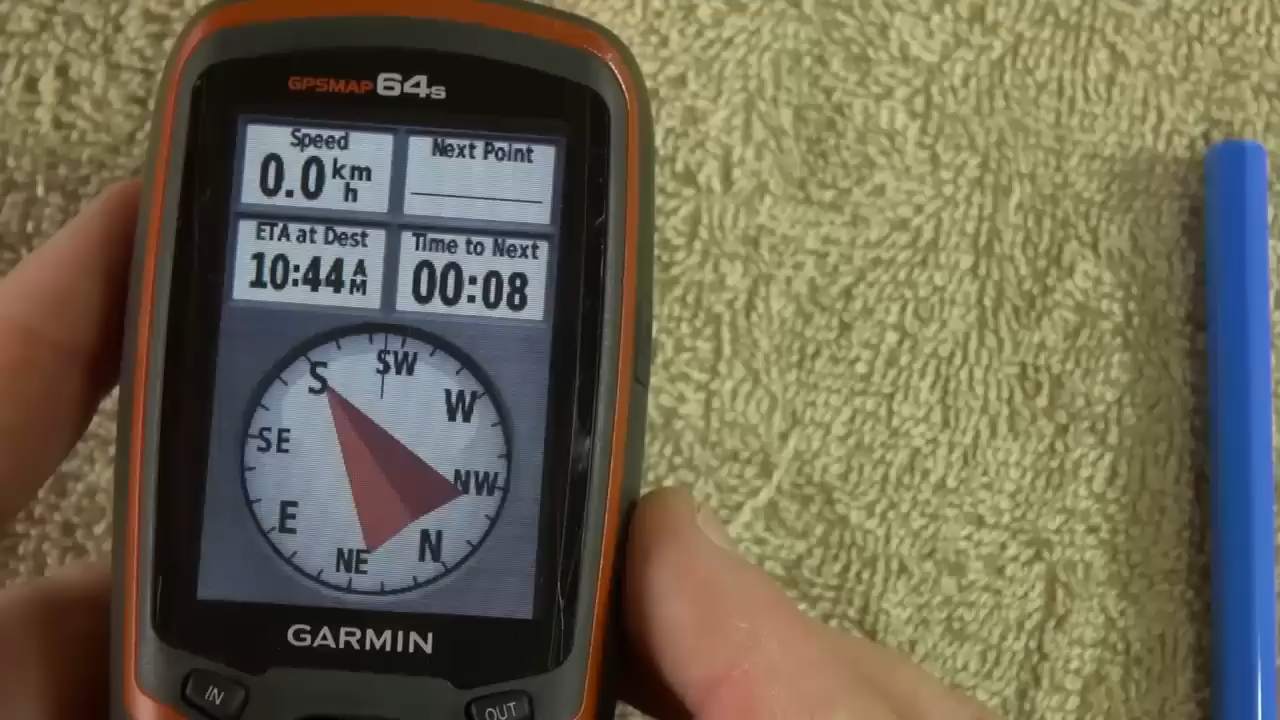 GPSMAP 64s
Speed
0.0 km/h
Next Point
ETA at Dest
10:44 AM
Time to Next
00:08
S
SW
W
SE
NW
E
N
NE
GARMIN
IN
OUT